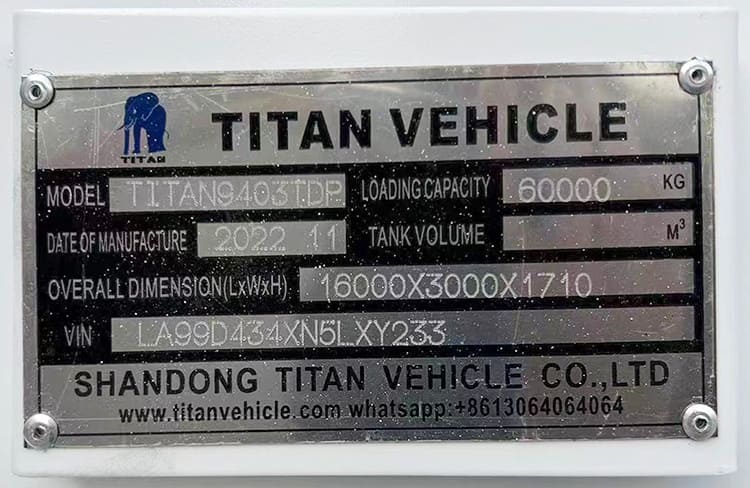 TITAN VEHICLE
TITAN
MODEL TITAN9403TDP LOADING CAPACITY 60000 KG
DATE OF MANUFACTURE 2022.11 TANK VOLUME M³
OVERALL DIMENSION(LxWxH) 16000X3000X1710
VIN LA99D434XN5LXY233
SHANDONG TITAN VEHICLE CO.,LTD
www.titanvehicle.com whatsapp:+8613064064064